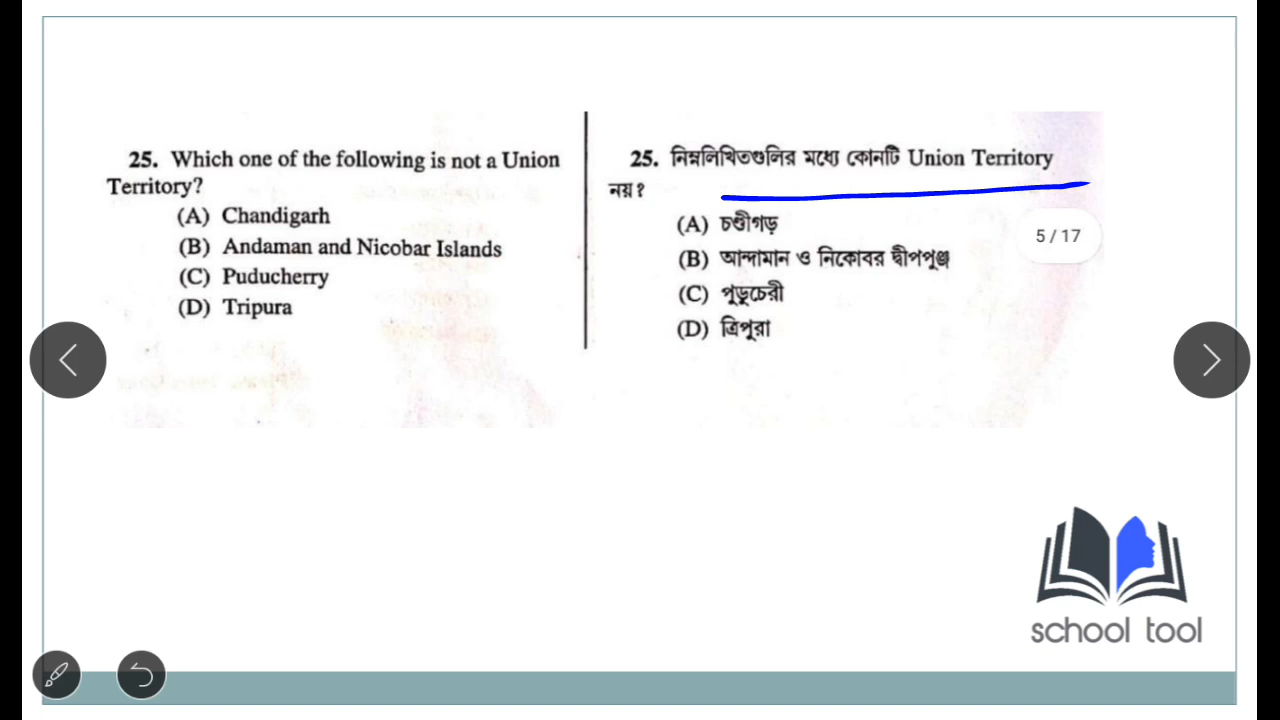 25. Which one of the following is not a Union
Territory?
(A) Chandigarh
(B) Andaman and Nicobar Islands
(C) Puducherry
(D) Tripura
25. নিম্নলিখিতগুলির মধ্যে কোনটি Union Territory
নয়?
(A) চণ্ডীগড়
(B) আন্দামান ও নিকোবর দ্বীপপুঞ্জ
(C) পুডুচেরী
(D) ত্রিপুরা
5 / 17
school tool